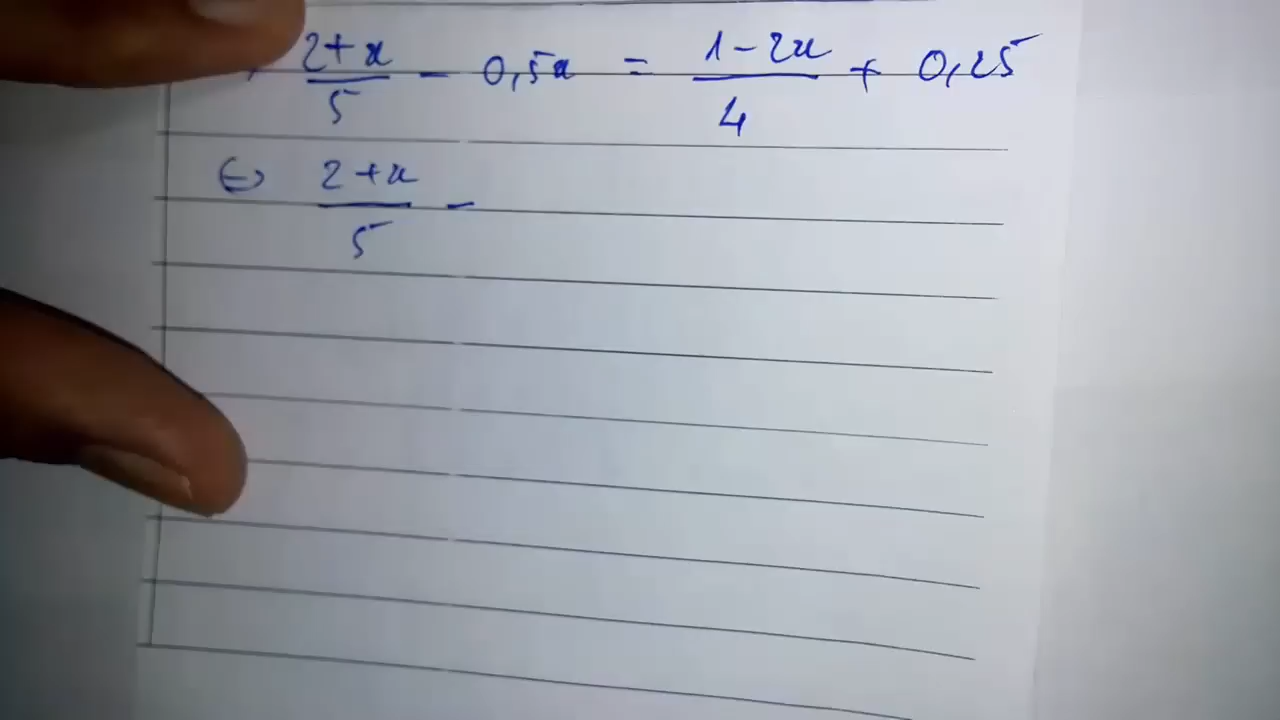 2+x/5 - 0,5x = 1-2x/4 + 0,25
⇔ 2+x/5 -